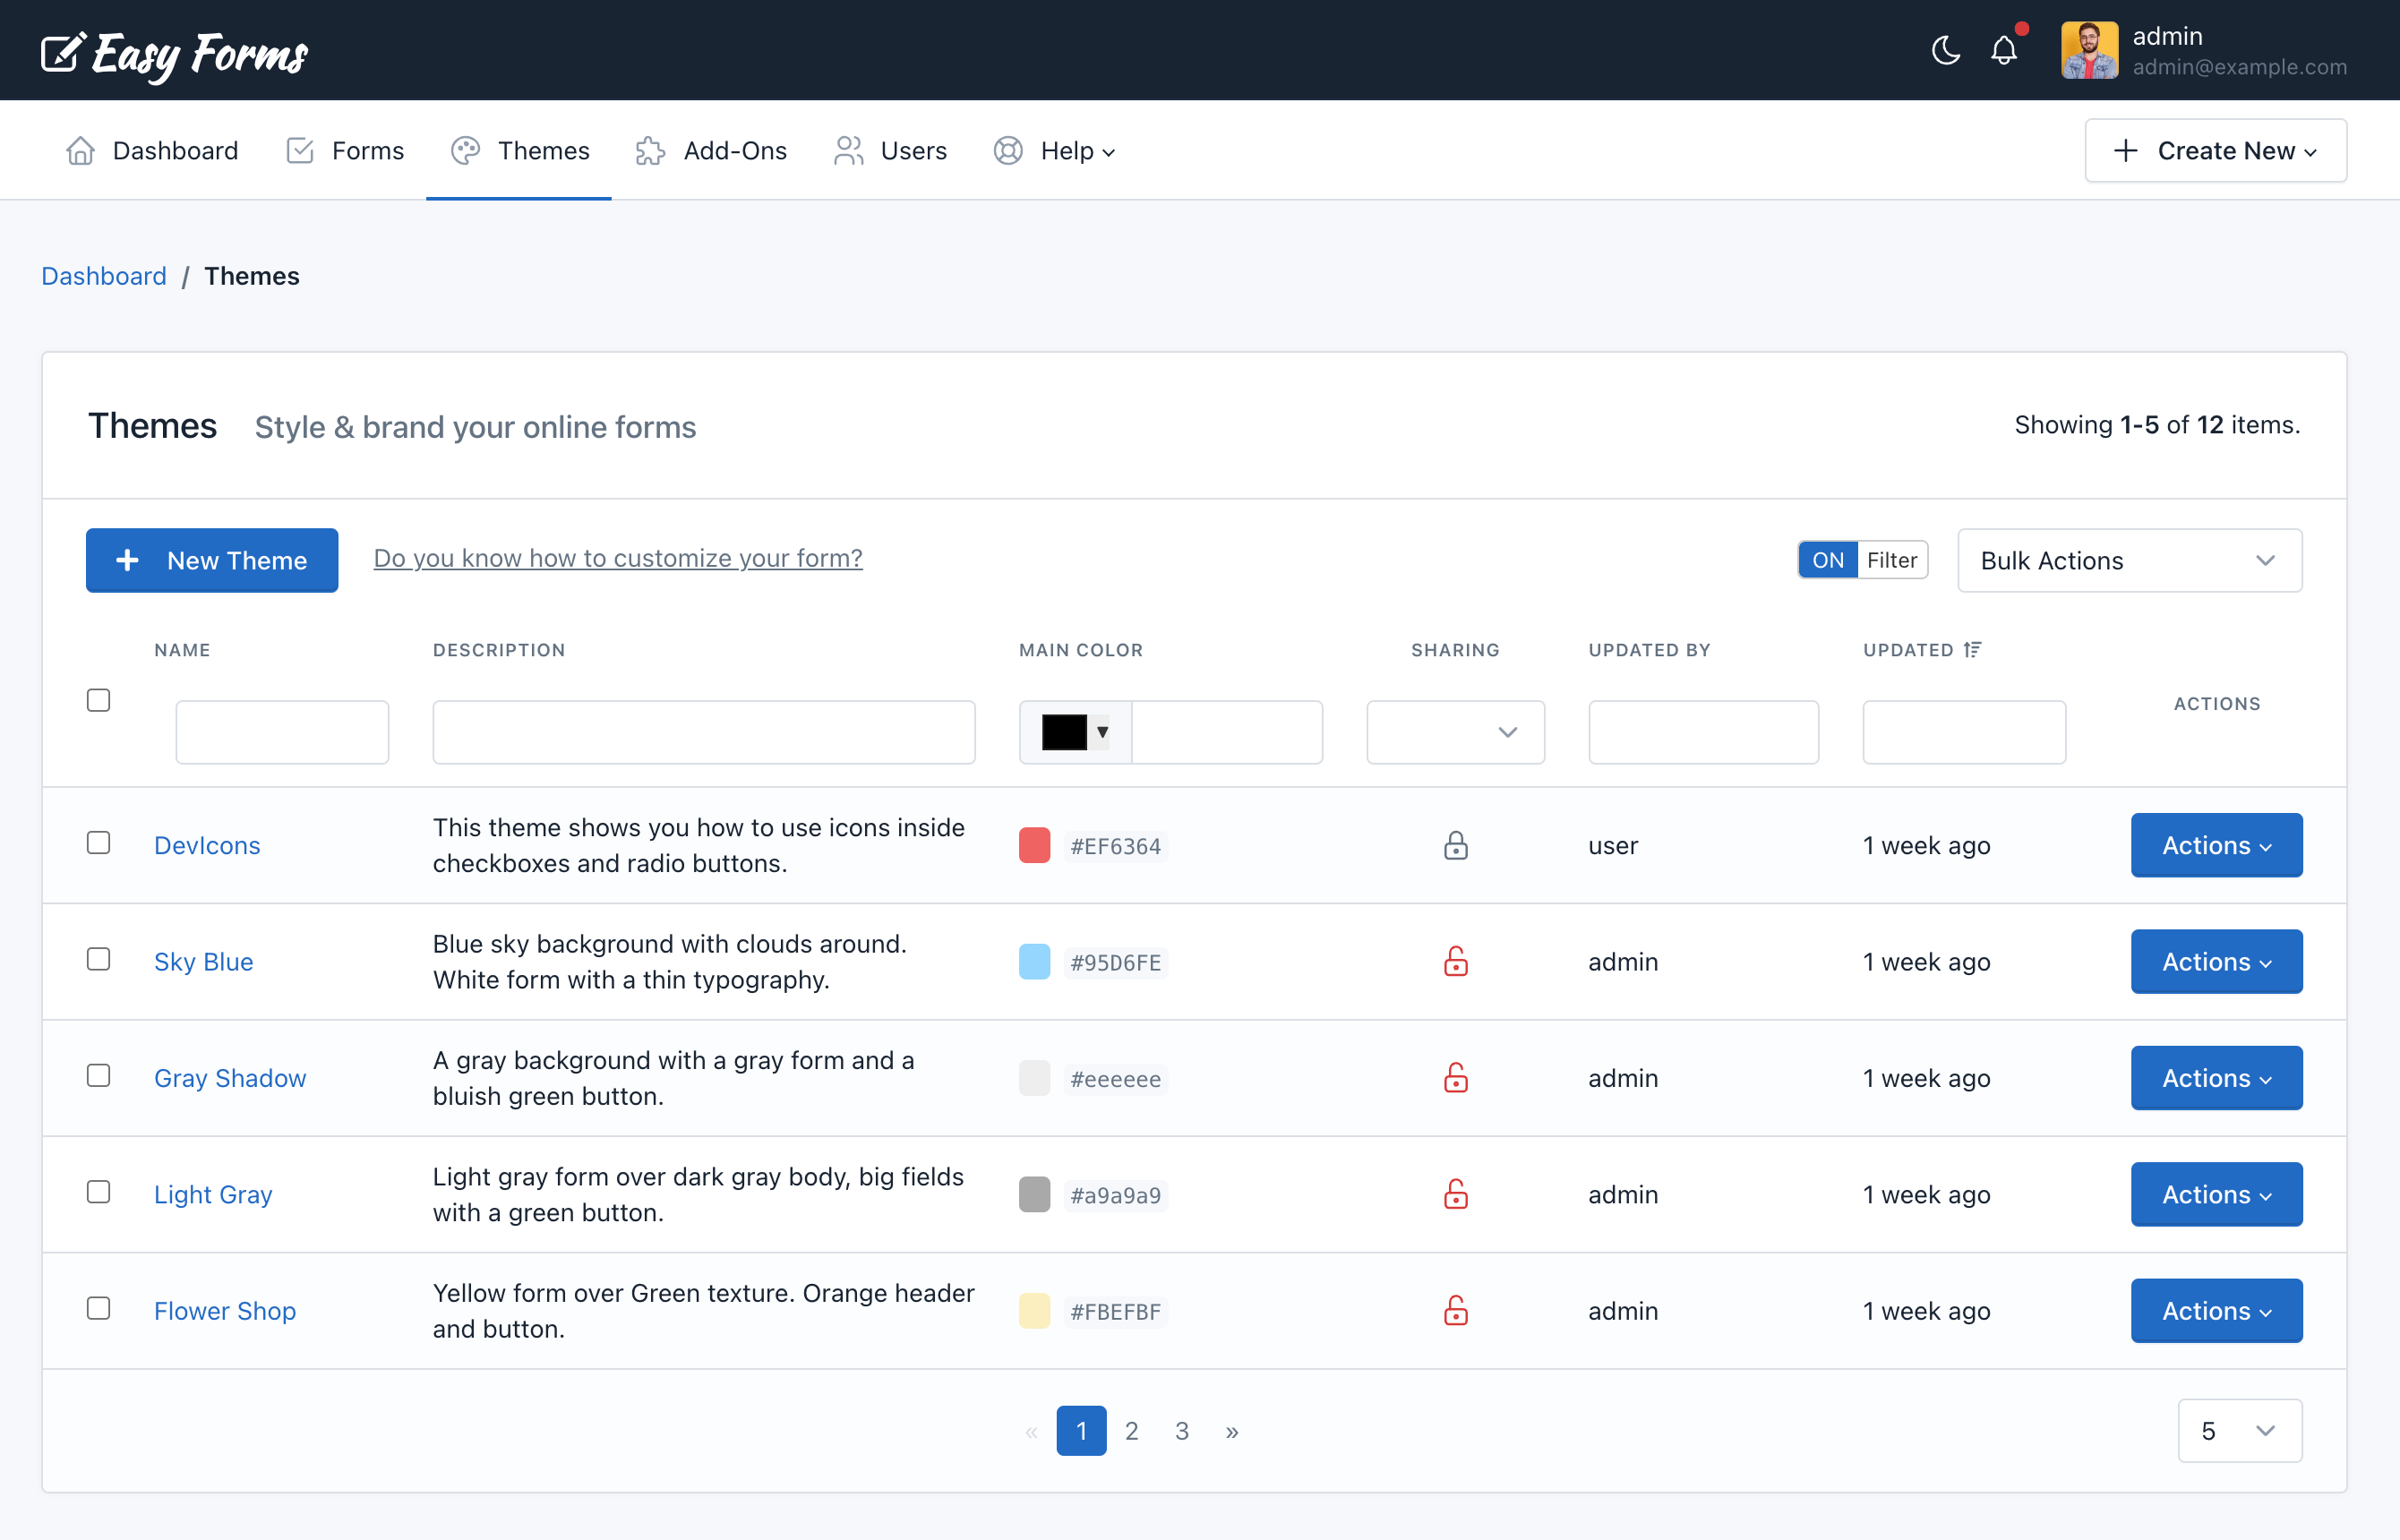 Easy Forms
admin
admin@example.com
Dashboard
Forms
Themes
Add-Ons
Users
Help
Create New
Dashboard / Themes
Themes
Style & brand your online forms
Showing 1-5 of 12 items.
New Theme
Do you know how to customize your form?
ON Filter
Bulk Actions
NAME
DESCRIPTION
MAIN COLOR
SHARING
UPDATED BY
UPDATED
ACTIONS
DevIcons
This theme shows you how to use icons inside
checkboxes and radio buttons.
#EF6364
user
1 week ago
Actions
Sky Blue
Blue sky background with clouds around.
White form with a thin typography.
#95D6FE
admin
1 week ago
Actions
Gray Shadow
A gray background with a gray form and a
bluish green button.
#eeeeee
admin
1 week ago
Actions
Light Gray
Light gray form over dark gray body, big fields
with a green button.
#a9a9a9
admin
1 week ago
Actions
Flower Shop
Yellow form over Green texture. Orange header
and button.
#FBEFBF
admin
1 week ago
Actions
« 1 2 3 »
5